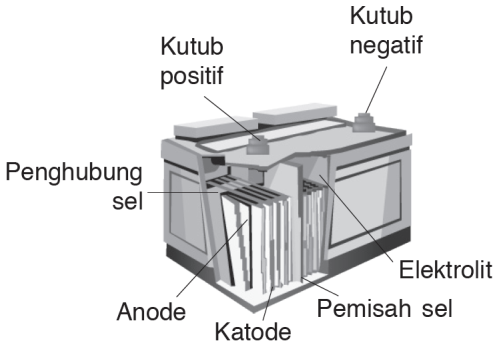 Kutub
positif
Kutub
negatif
Penghubung
sel
Elektrolit
Anode
Pemisah sel
Katode